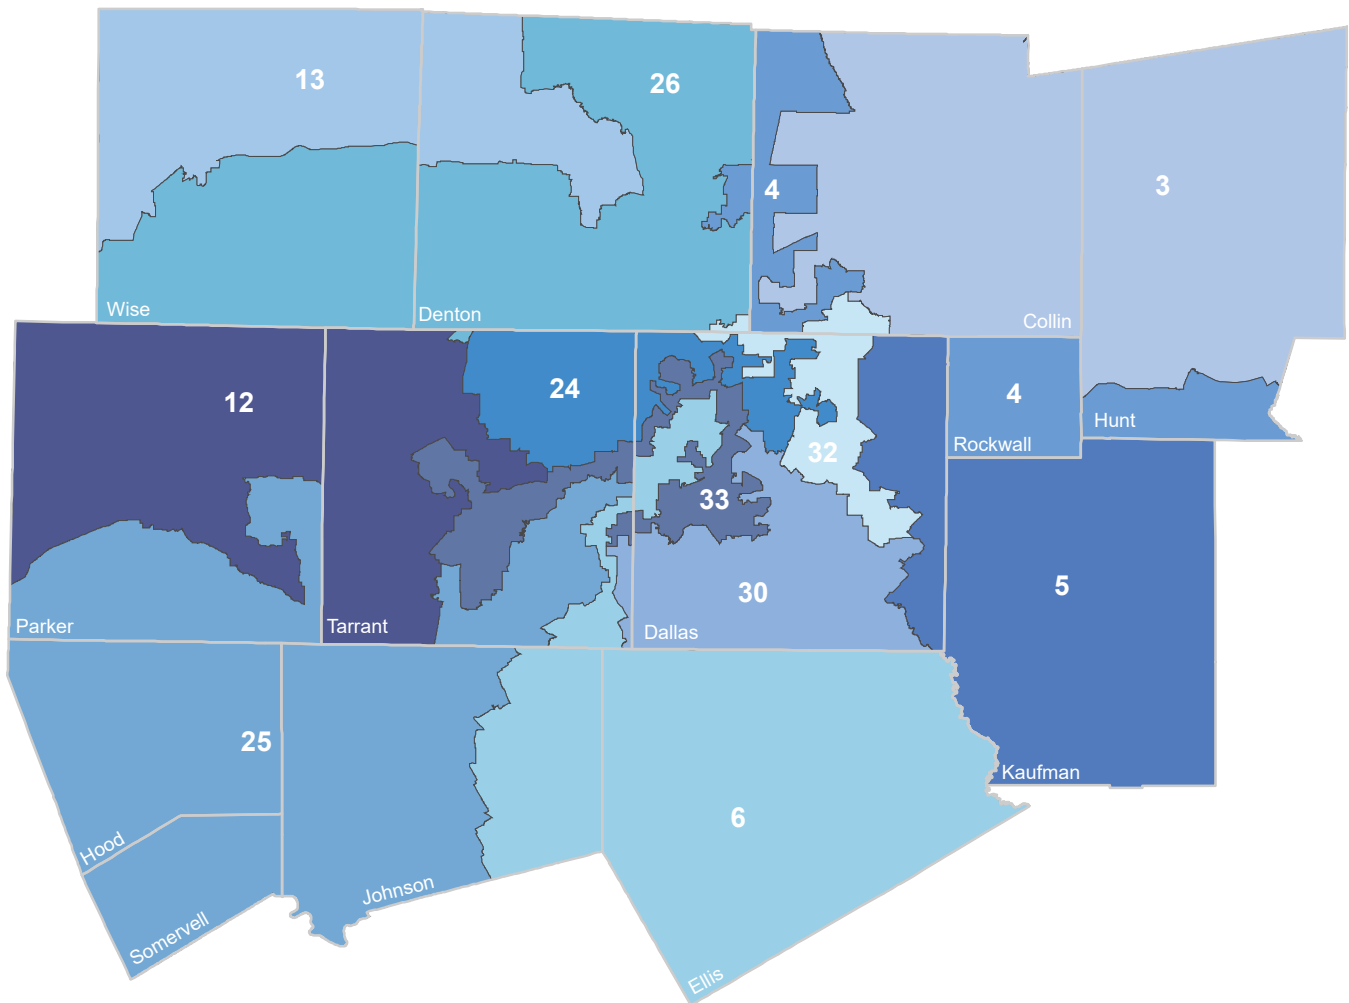 13
26
4
3
Wise
Denton
Collin
12
24
4
Hunt
Rockwall
32
33
5
30
Parker
Tarrant
Dallas
25
Kaufman
6
Hood
Johnson
Somervell
Ellis